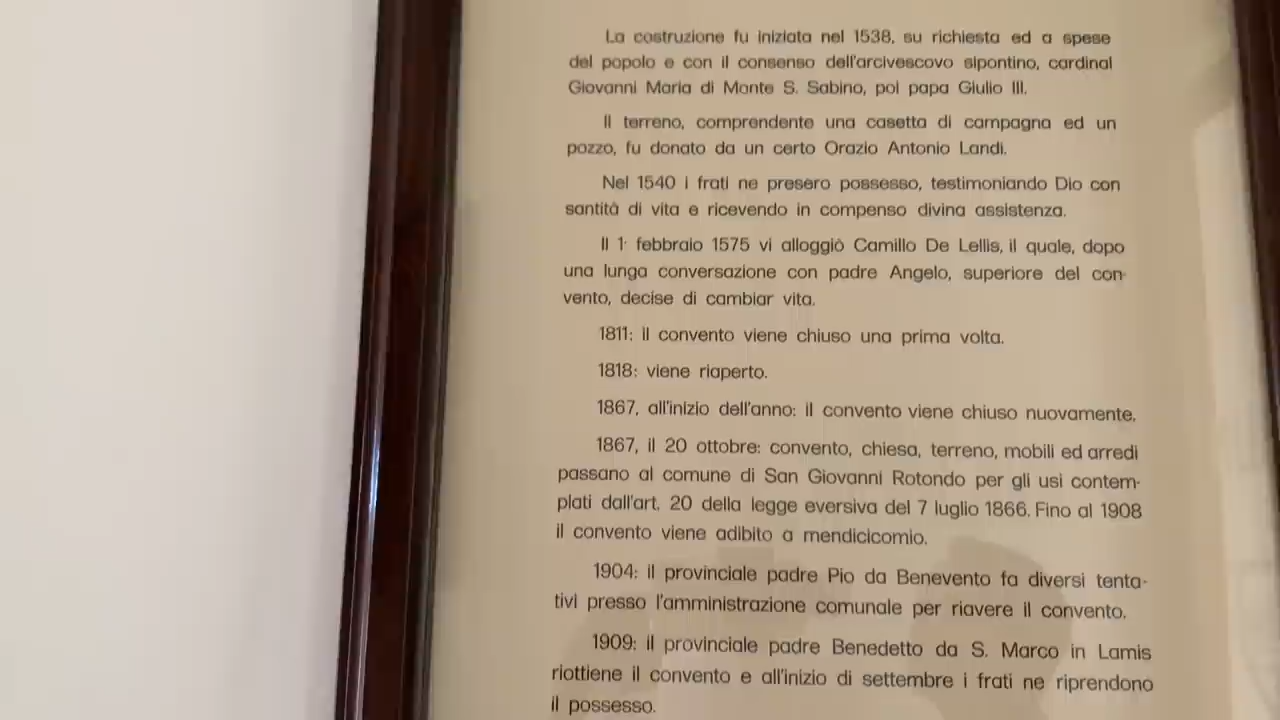 La costruzione fu iniziata nel 1538, su richiesta ed a spese
del popolo e con il consenso dell'arcivescovo sipontino, cardinal
Giovanni Maria di Monte S. Sabino, poi papa Giulio III.
Il terreno, comprendente una casetta di campagna ed un
pozzo, fu donato da un certo Orazio Antonio Landi.
Nel 1540 i frati ne presero possesso, testimoniando Dio con
santità di vita e ricevendo in compenso divina assistenza.
Il 1· febbraio 1575 vi alloggiò Camillo De Lellis, il quale, dopo
una lunga conversazione con padre Angelo, superiore del con-
vento, decise di cambiar vita.
1811: il convento viene chiuso una prima volta.
1818: viene riaperto.
1867, all'inizio dell'anno: il convento viene chiuso nuovamente.
1867, il 20 ottobre: convento, chiesa, terreno, mobili ed arredi
passano al comune di San Giovanni Rotondo per gli usi contem-
plati dall'art. 20 della legge eversiva del 7 luglio 1866. Fino al 1908
il convento viene adibito a mendicicomio.
1904: il provinciale padre Pio da Benevento fa diversi tenta-
tivi presso l'amministrazione comunale per riavere il convento.
1909: il provinciale padre Benedetto da S. Marco in Lamis
riottiene il convento e all'inizio di settembre i frati ne riprendono
il possesso.